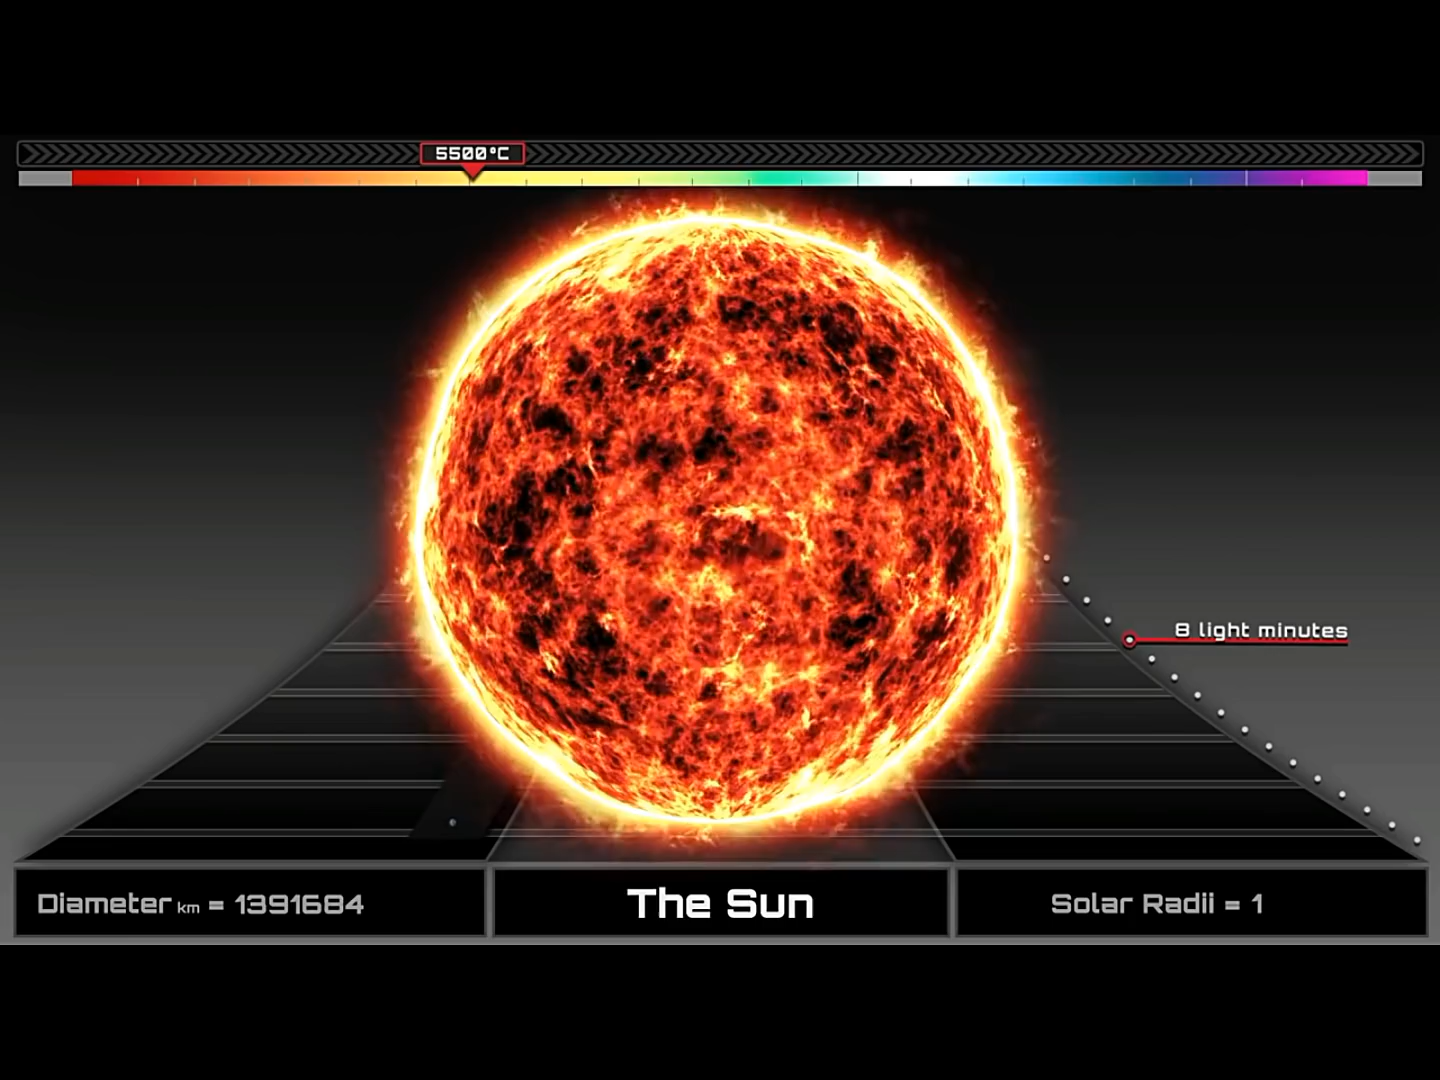 5500°C
8 light minutes
Diameter km = 1391684
The Sun
Solar Radii = 1